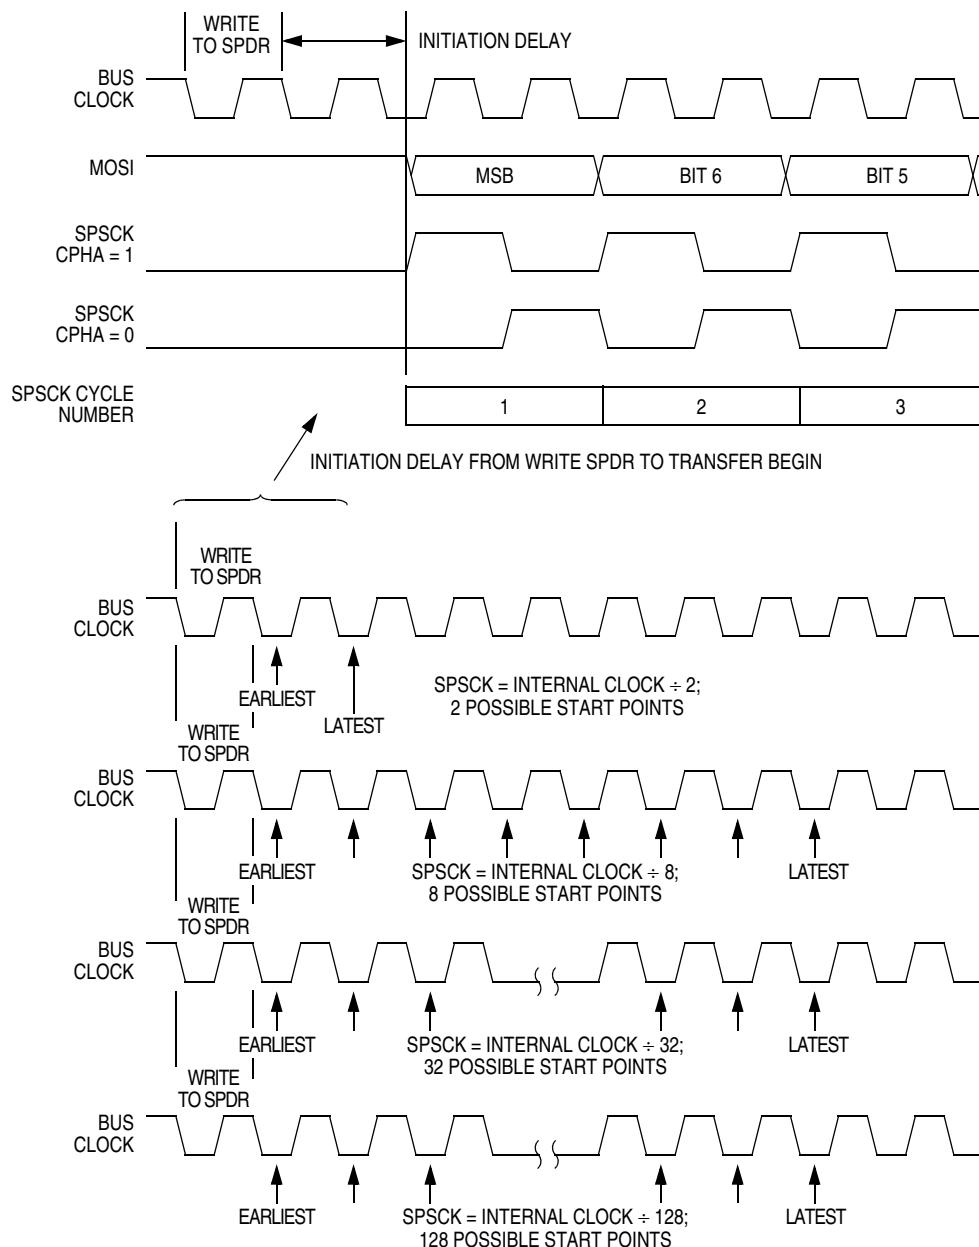 WRITE
TO SPDR
INITIATION DELAY
BUS
CLOCK
MOSI
MSB
BIT 6
BIT 5
SPSCK
CPHA = 1
SPSCK
CPHA = 0
SPSCK CYCLE
NUMBER
1
2
3
INITIATION DELAY FROM WRITE SPDR TO TRANSFER BEGIN
WRITE
TO SPDR
BUS
CLOCK
EARLIEST
LATEST
SPSCK = INTERNAL CLOCK ÷ 2;
2 POSSIBLE START POINTS
WRITE
TO SPDR
BUS
CLOCK
EARLIEST
SPSCK = INTERNAL CLOCK ÷ 8;
8 POSSIBLE START POINTS
LATEST
WRITE
TO SPDR
BUS
CLOCK
EARLIEST
SPSCK = INTERNAL CLOCK ÷ 32;
32 POSSIBLE START POINTS
LATEST
WRITE
TO SPDR
BUS
CLOCK
EARLIEST
SPSCK = INTERNAL CLOCK ÷ 128;
128 POSSIBLE START POINTS
LATEST